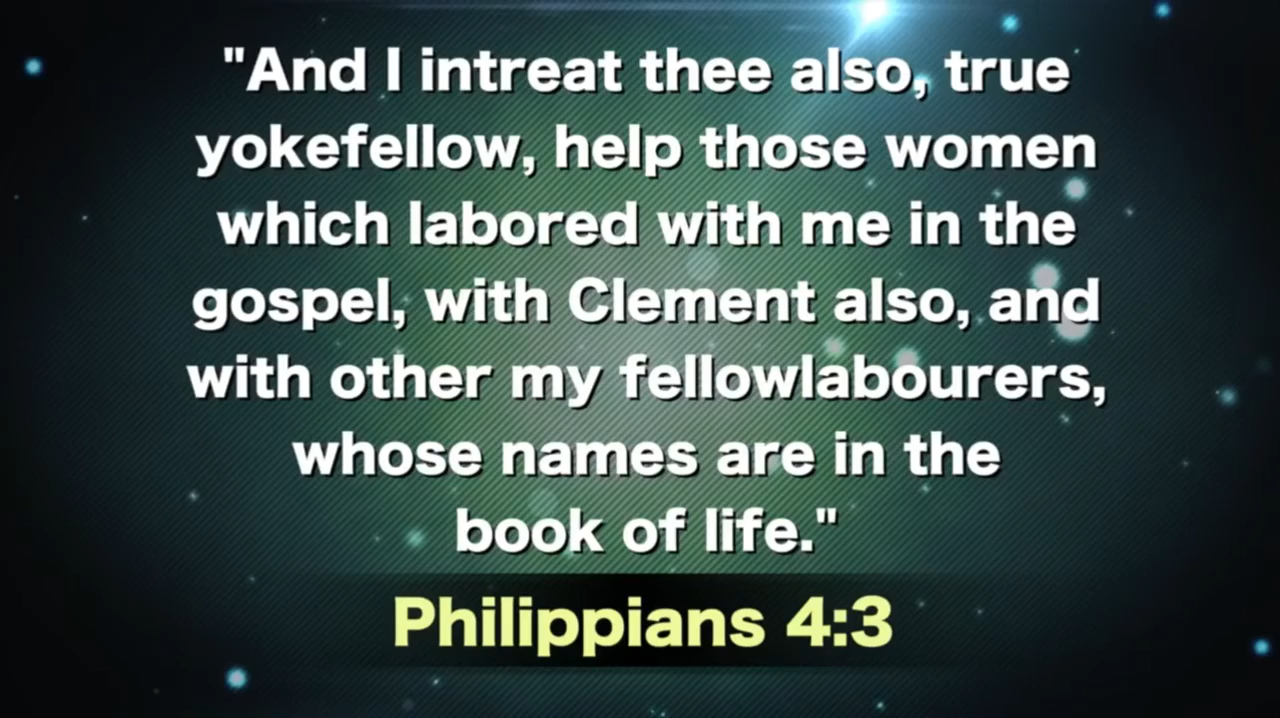 "And I intreat thee also, true
yokefellow, help those women
which labored with me in the
gospel, with Clement also, and
with other my fellowlabourers,
whose names are in the
book of life."
Philippians 4:3